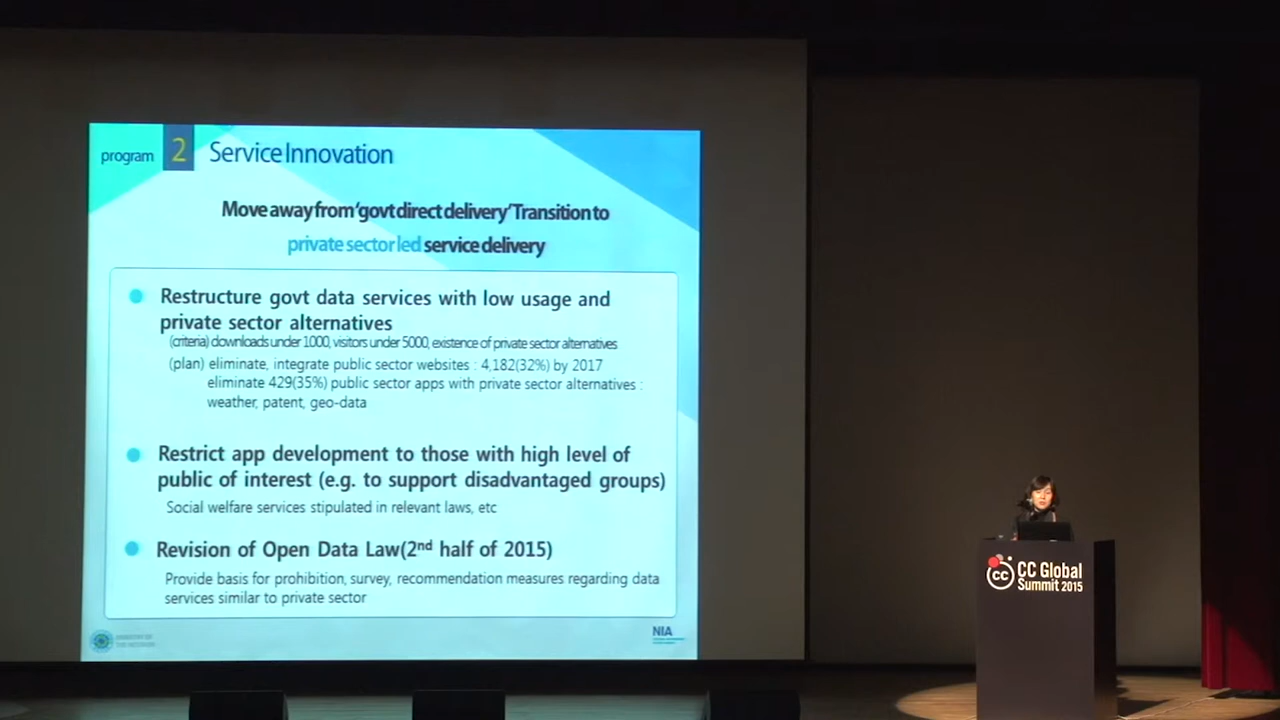 program 2 Service Innovation
Move away from 'govt direct delivery' Transition to
private sector led service delivery
Restructure govt data services with low usage and
private sector alternatives
(criteria) downloads under 1000, visitors under 5000, existence of private sector alternatives
(plan) eliminate, integrate public sector websites : 4,182(32%) by 2017
eliminate 429(35%) public sector apps with private sector alternatives :
weather, patent, geo-data
Restrict app development to those with high level of
public of interest (e.g. to support disadvantaged groups)
Social welfare services stipulated in relevant laws, etc
Revision of Open Data Law(2nd half of 2015)
Provide basis for prohibition, survey, recommendation measures regarding data
services similar to private sector
NIA
cc CC Global
Summit 2015